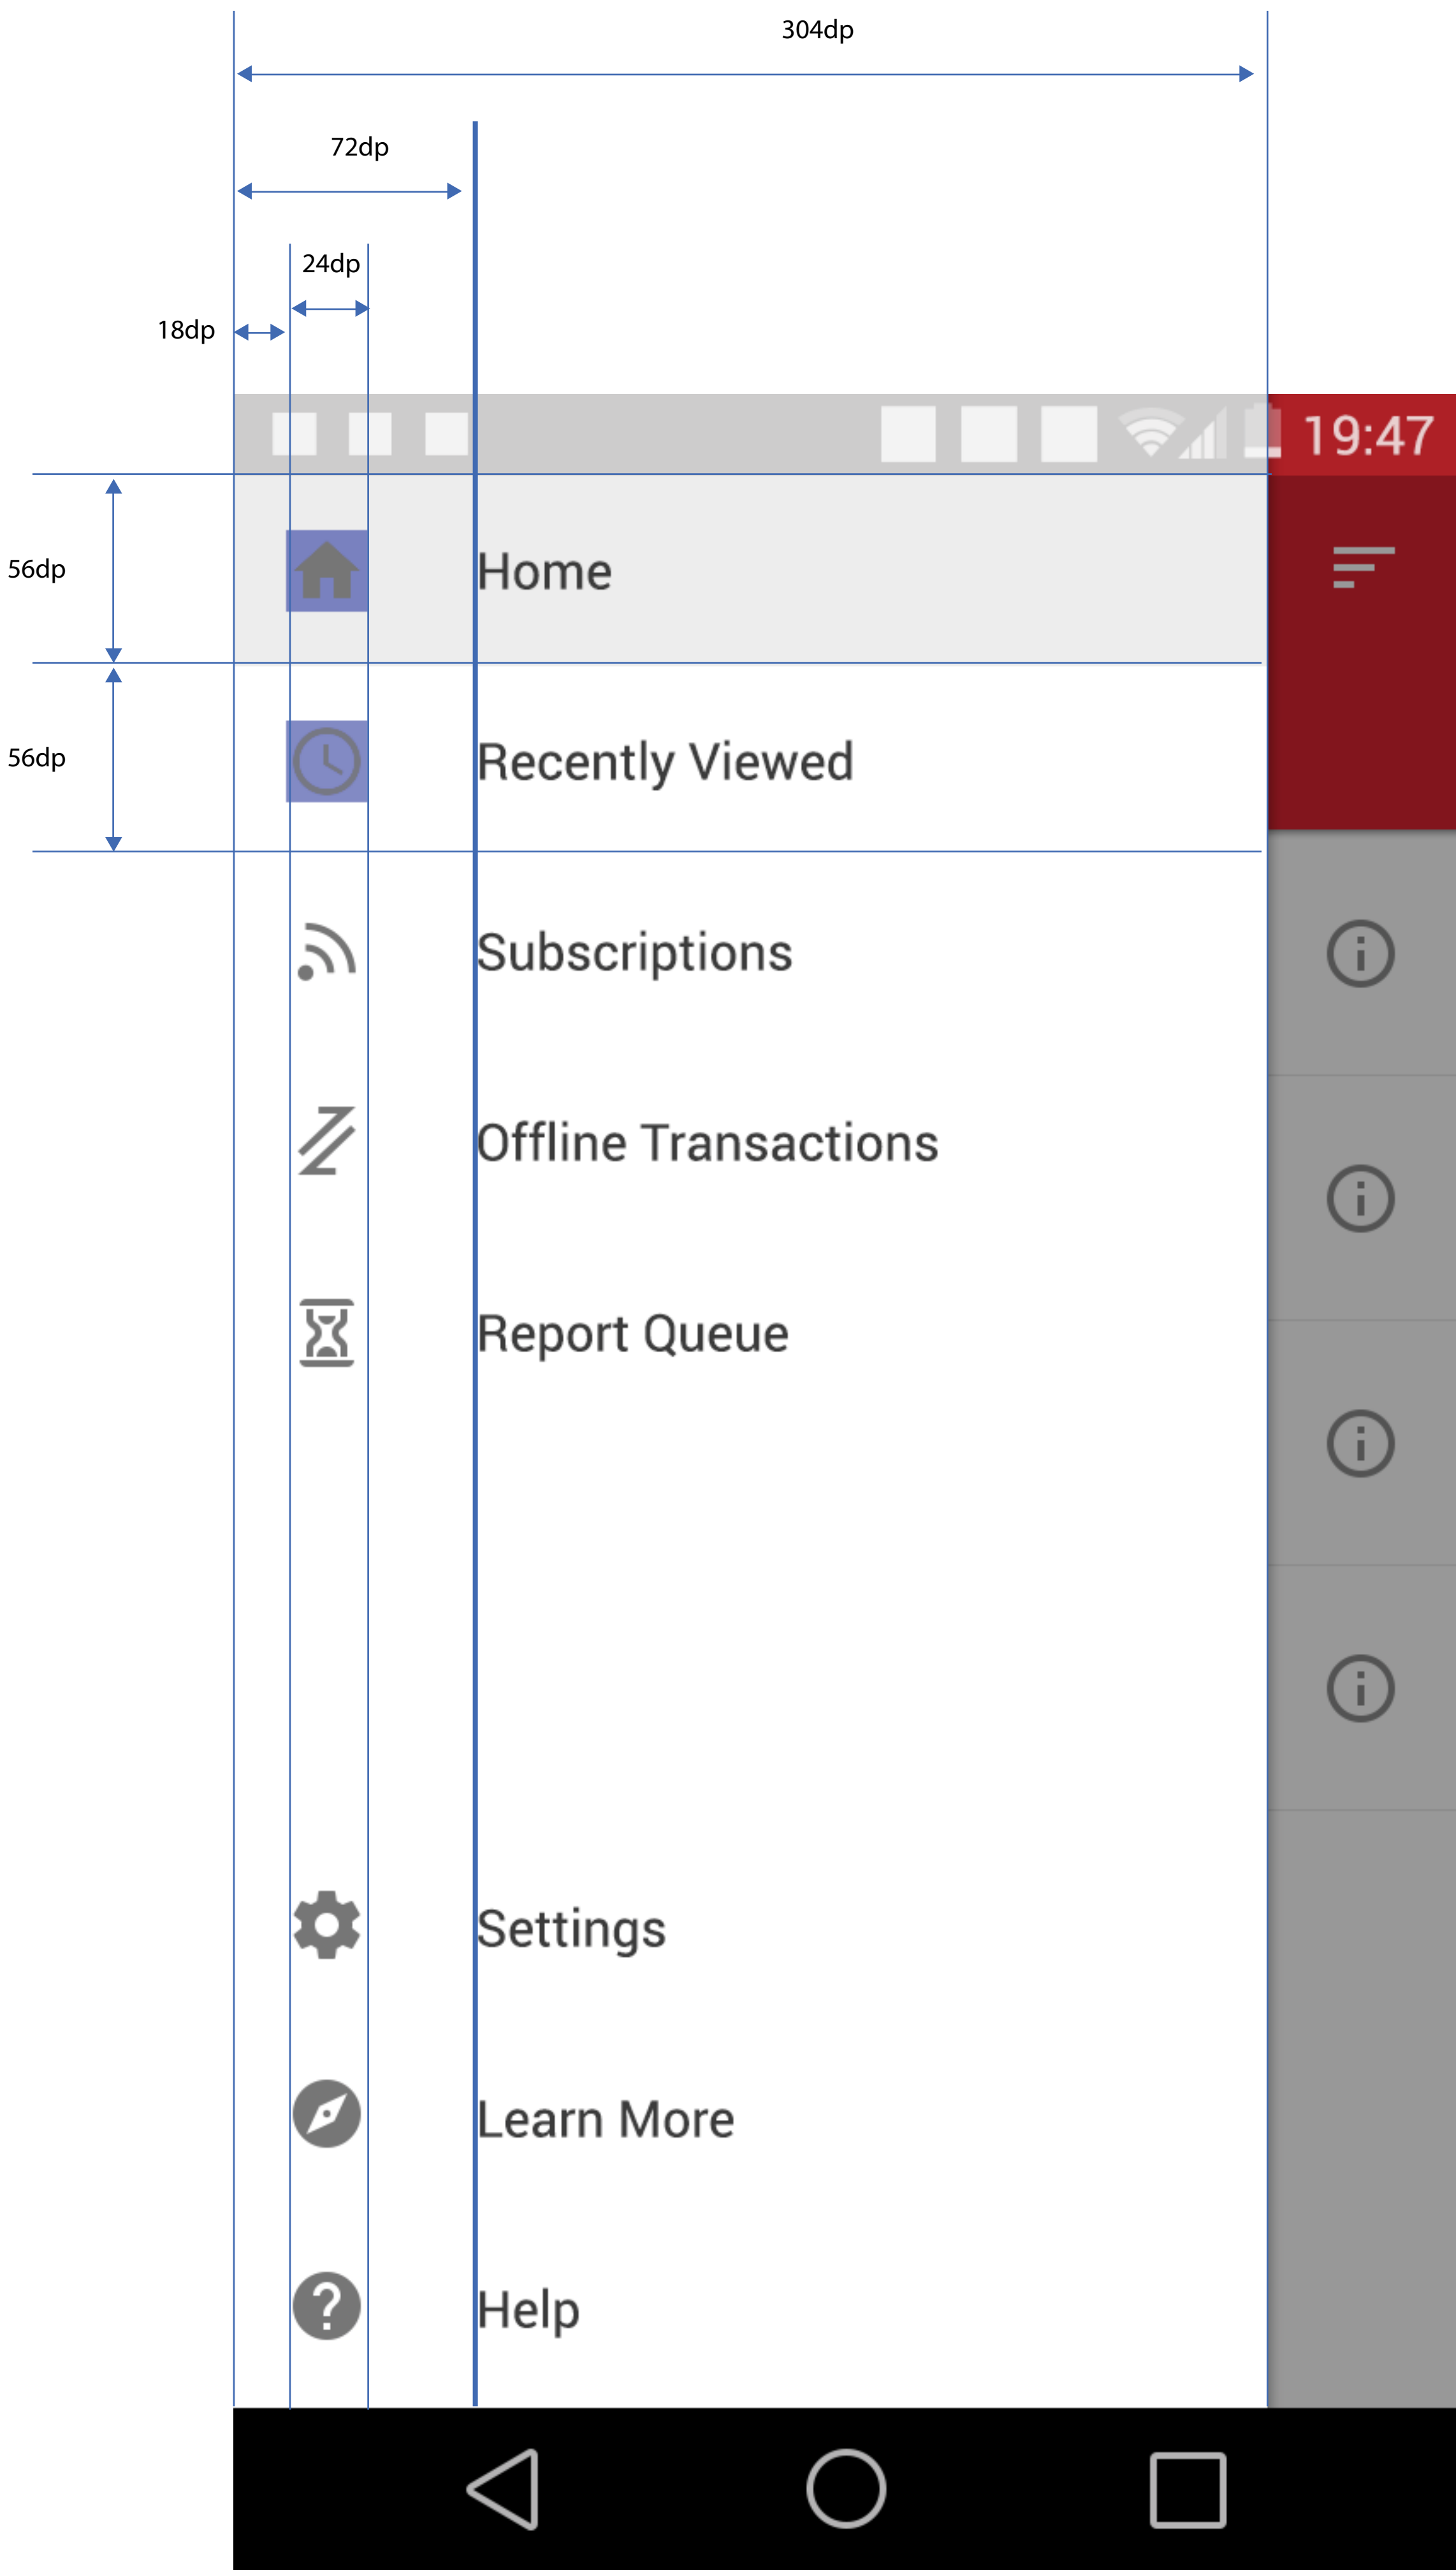 304dp
72dp
24dp
18dp
19:47
56dp
Home
56dp
Recently Viewed
Subscriptions
Offline Transactions
Report Queue
Settings
Learn More
Help